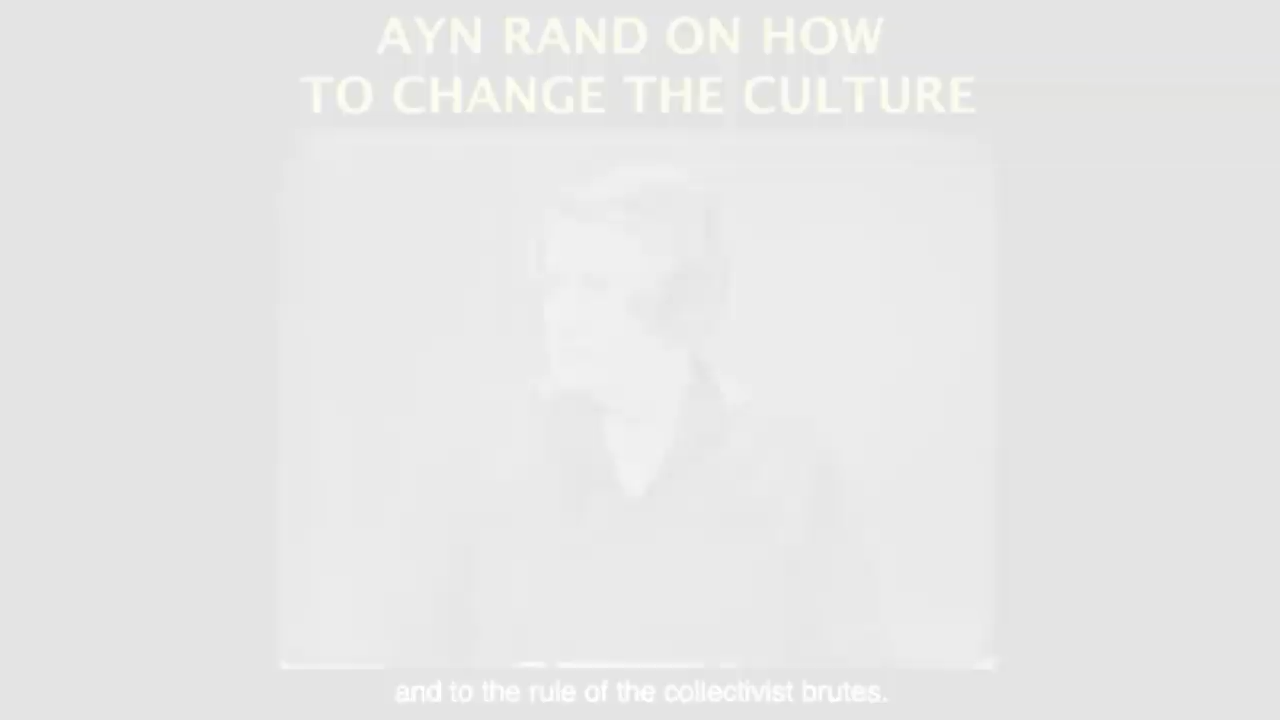 AYN RAND ON HOW
TO CHANGE THE CULTURE
and to the rule of the collectivist brutes.